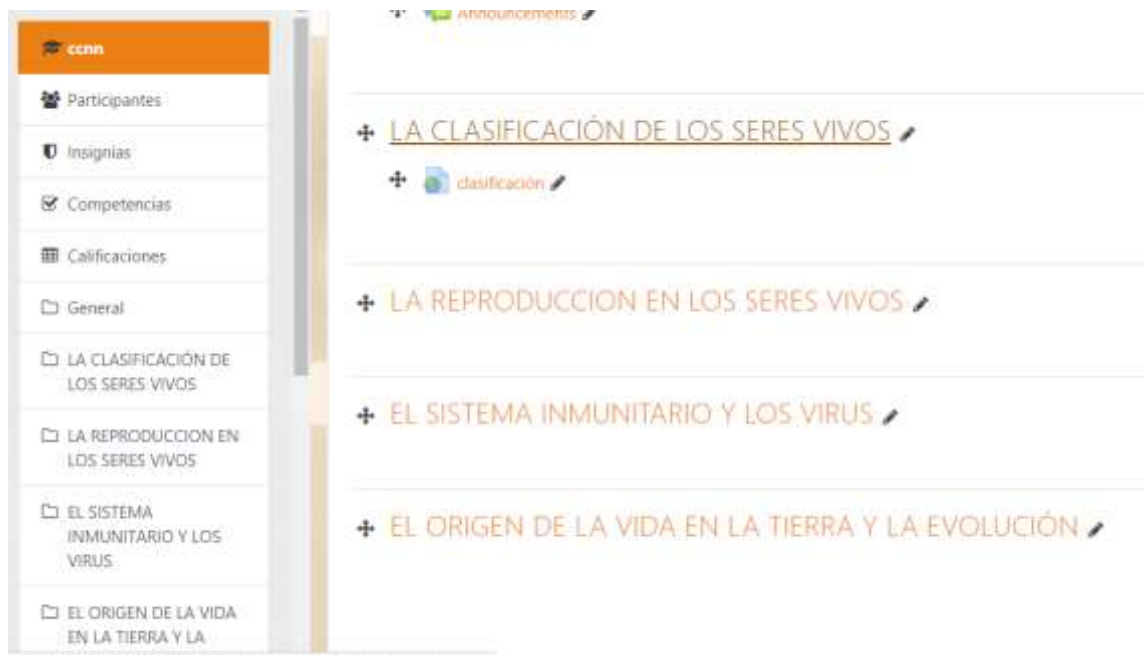 ccnn
Participantes
Insignias
Competencias
Calificaciones
General
LA CLASIFICACIÓN DE
LOS SERES VIVOS
LA REPRODUCCION EN
LOS SERES VIVOS
EL SISTEMA
INMUNITARIO Y LOS
VIRUS
EL ORIGEN DE LA VIDA
EN LA TIERRA Y LA
Announcements
LA CLASIFICACIÓN DE LOS SERES VIVOS
clasificación
LA REPRODUCCION EN LOS SERES VIVOS
EL SISTEMA INMUNITARIO Y LOS VIRUS
EL ORIGEN DE LA VIDA EN LA TIERRA Y LA EVOLUCIÓN